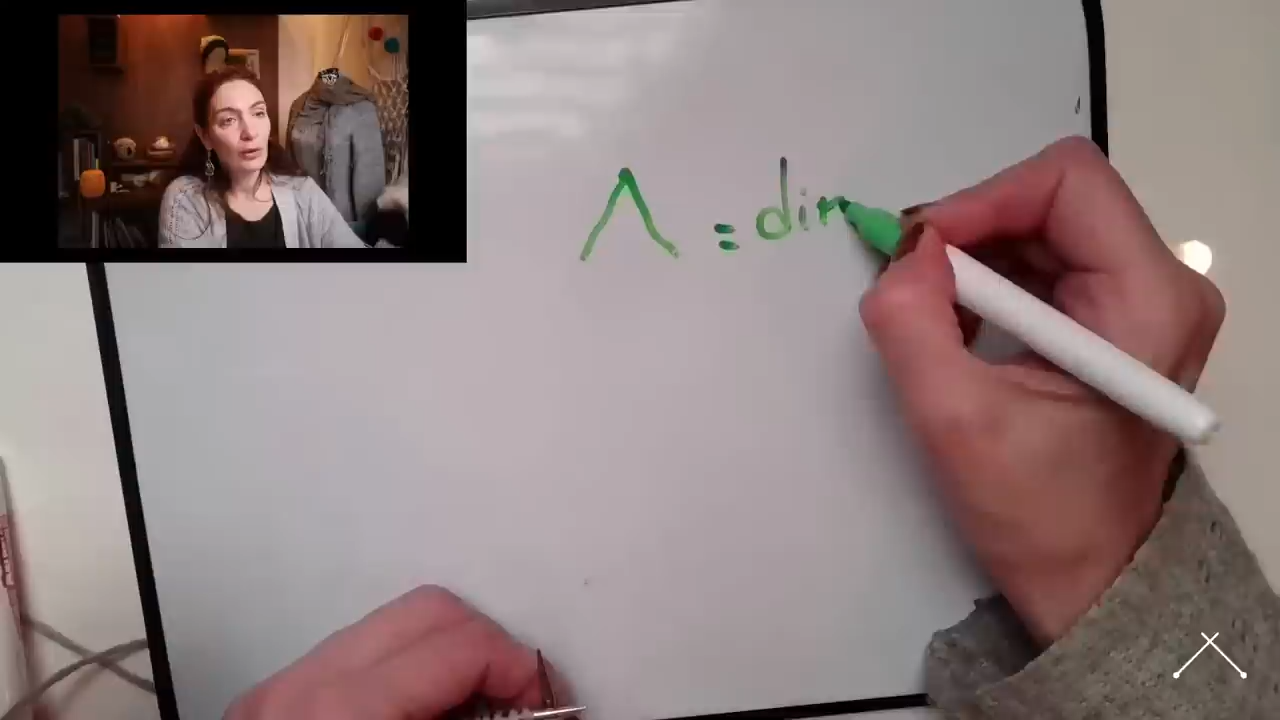 Λ = dir